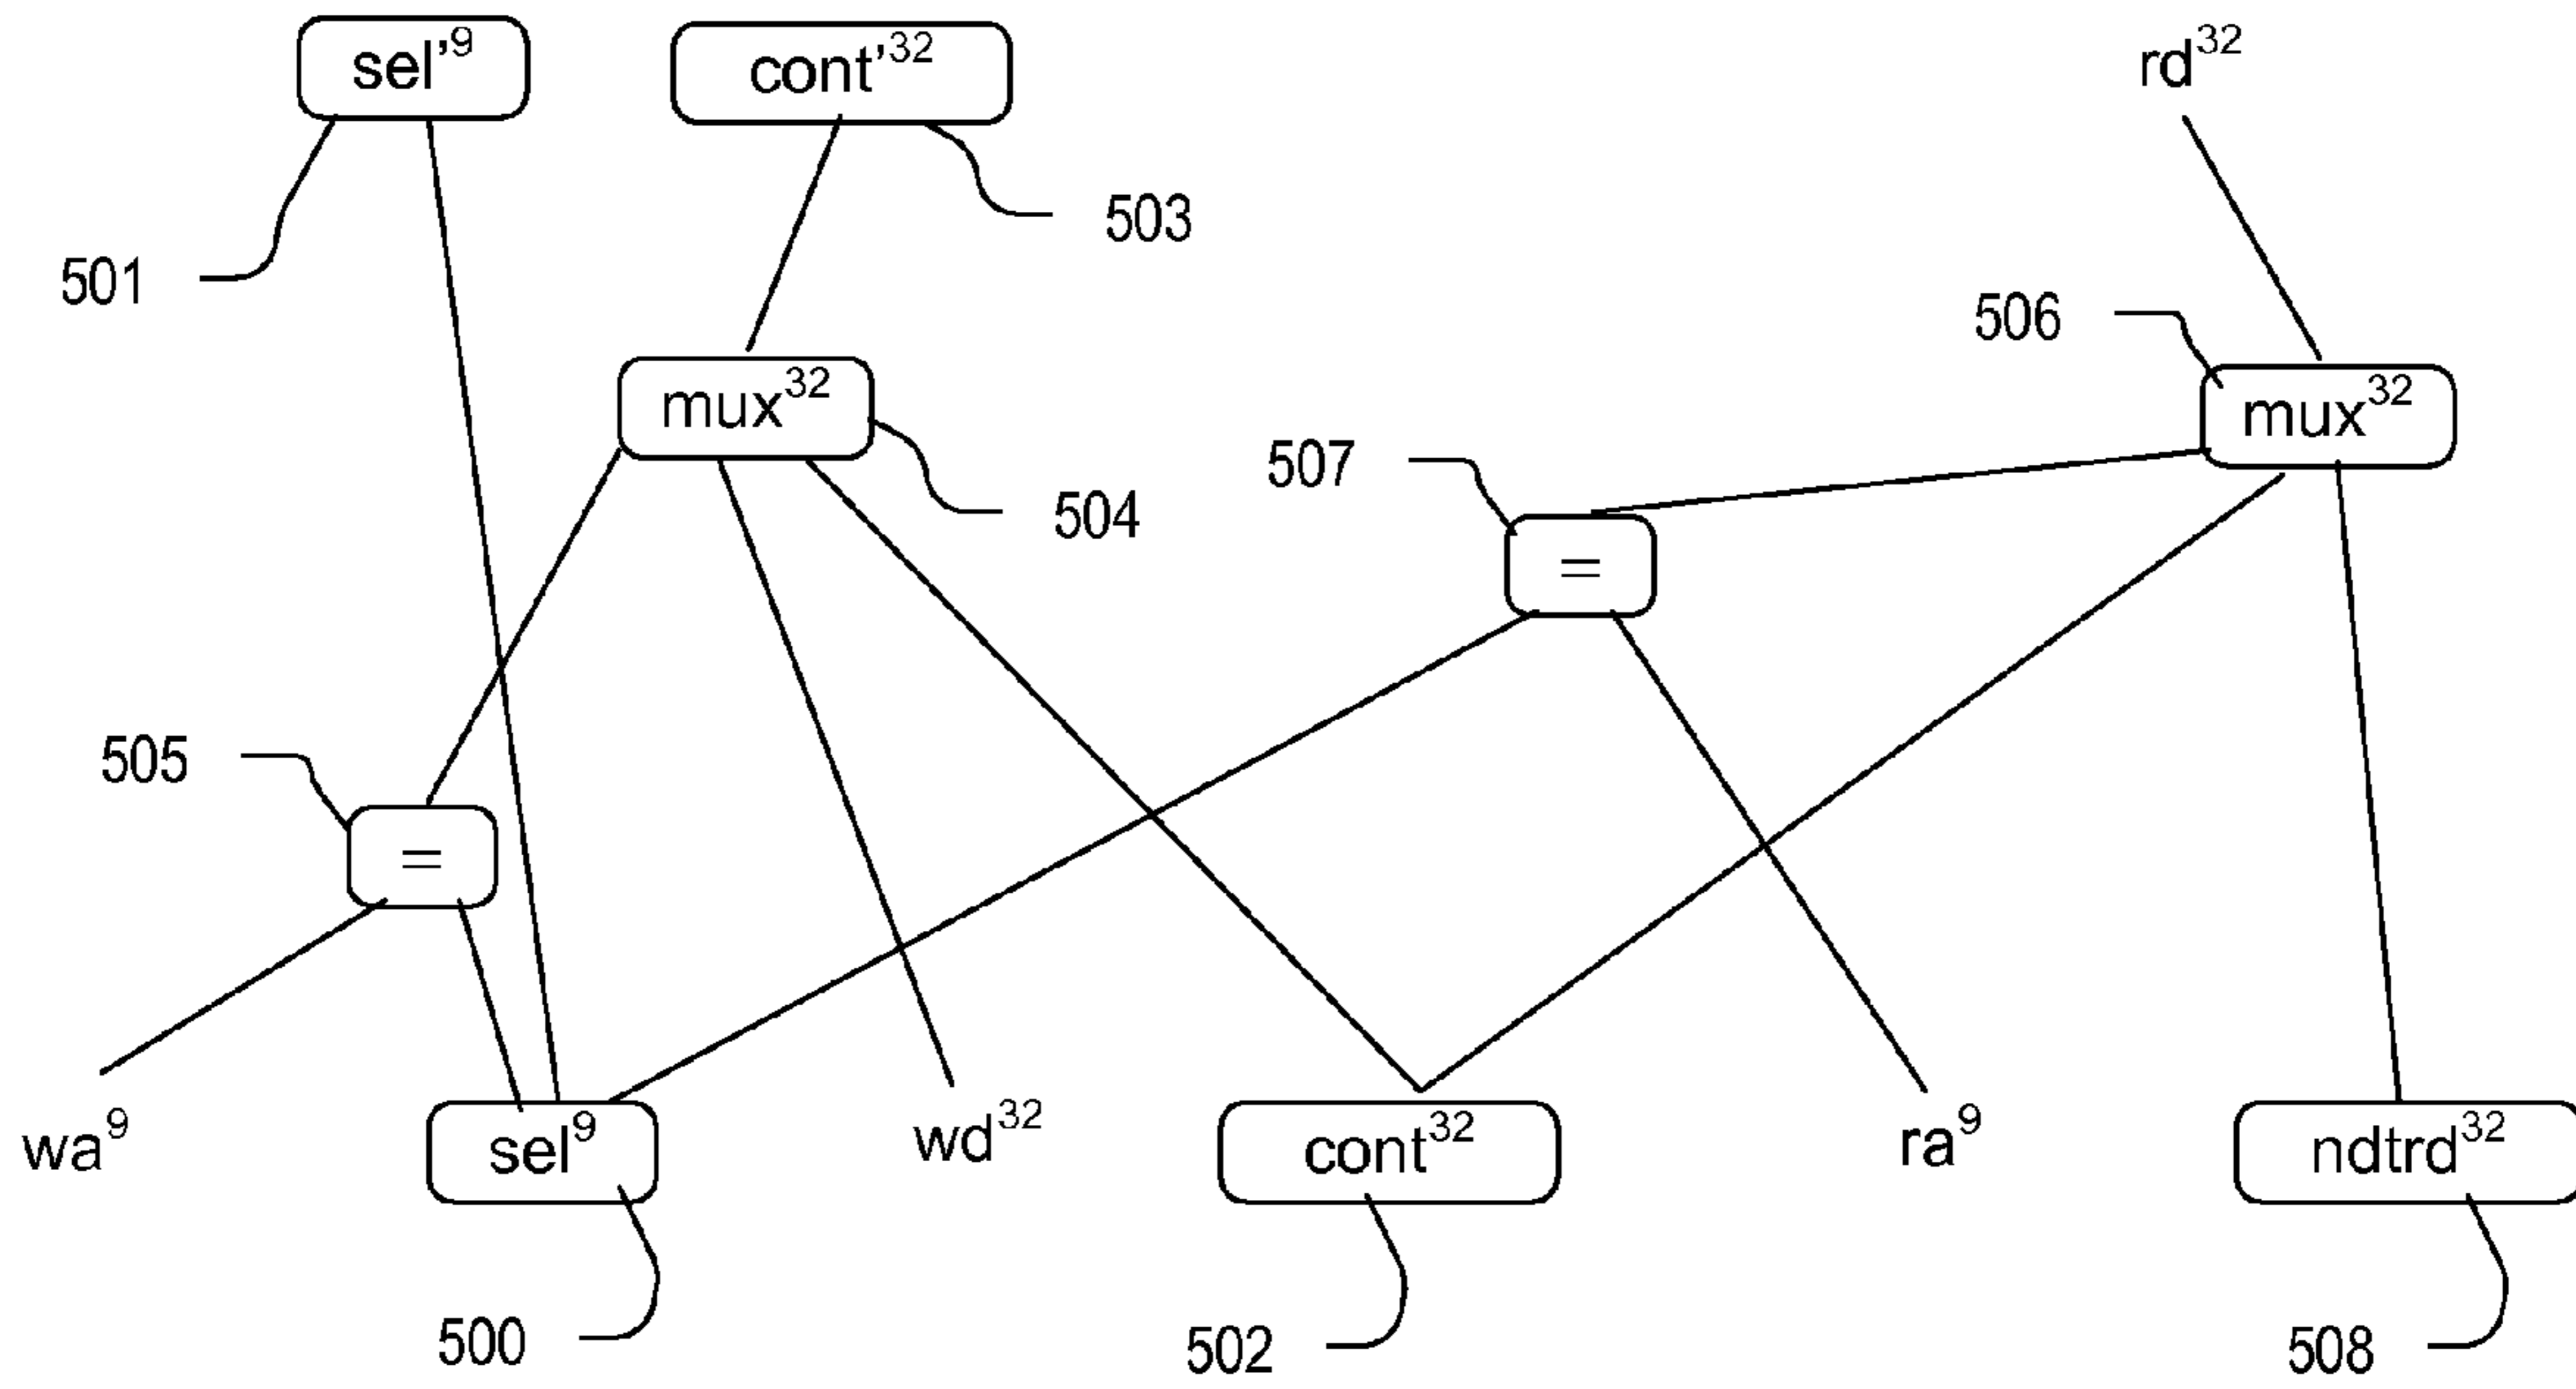 sel'⁹
cont'³²
rd³²
501
503
506
mux³²
mux³²
504
507
=
505
=
wa⁹
sel⁹
wd³²
cont³²
ra⁹
ndtrd³²
500
502
508